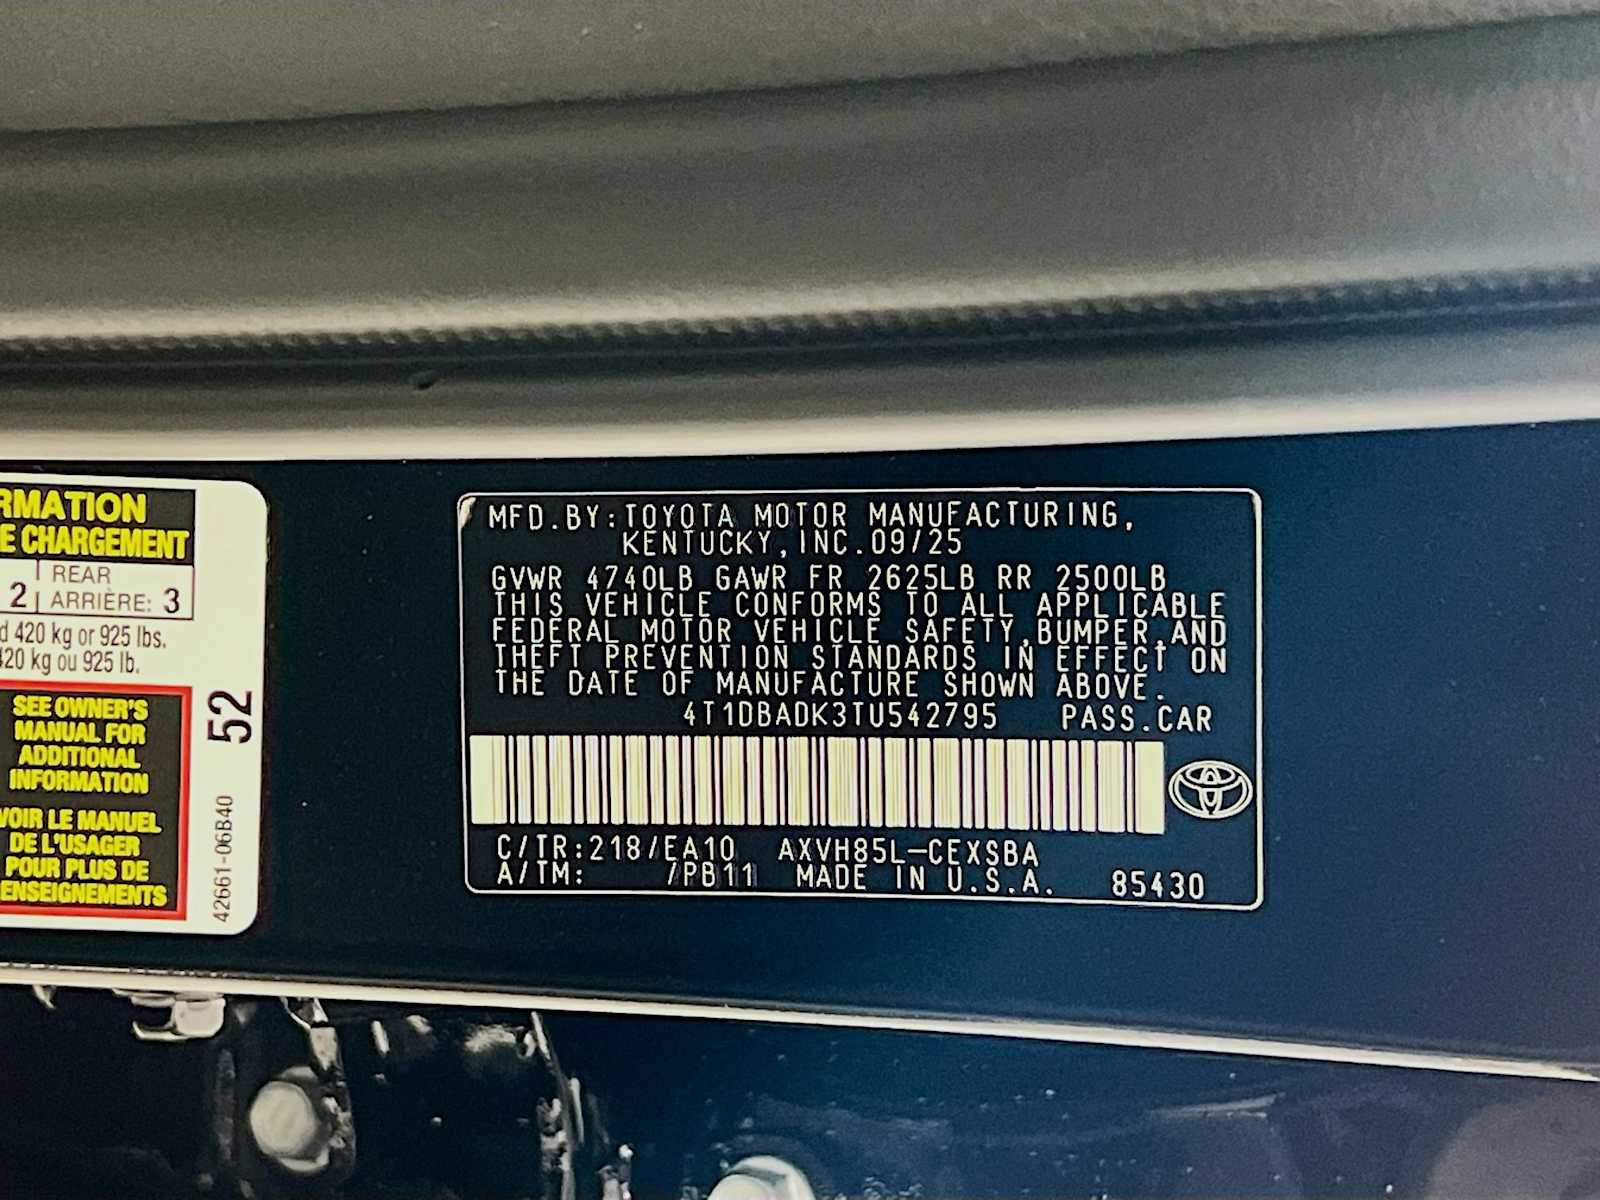 RMATION
E CHARGEMENT
2 REAR
ARRIÈRE: 3
d 420 kg or 925 lbs.
420 kg ou 925 lb.
SEE OWNER'S
MANUAL FOR
ADDITIONAL
INFORMATION
VOIR LE MANUEL
DE L'USAGER
POUR PLUS DE
ENSEIGNEMENTS
52
42661-06B40
MFD.BY:TOYOTA MOTOR MANUFACTURING,
KENTUCKY,INC.09/25
GVWR 4740LB GAWR FR 2625LB RR 2500LB
THIS VEHICLE CONFORMS TO ALL APPLICABLE
FEDERAL MOTOR VEHICLE SAFETY,BUMPER,AND
THEFT PREVENTION STANDARDS IN EFFECT ON
THE DATE OF MANUFACTURE SHOWN ABOVE.
4T1DBADK3TU542795 PASS.CAR
C/TR:218/EA10 AXVH85L-CEXSBA
A/TM: /PB11 MADE IN U.S.A. 85430